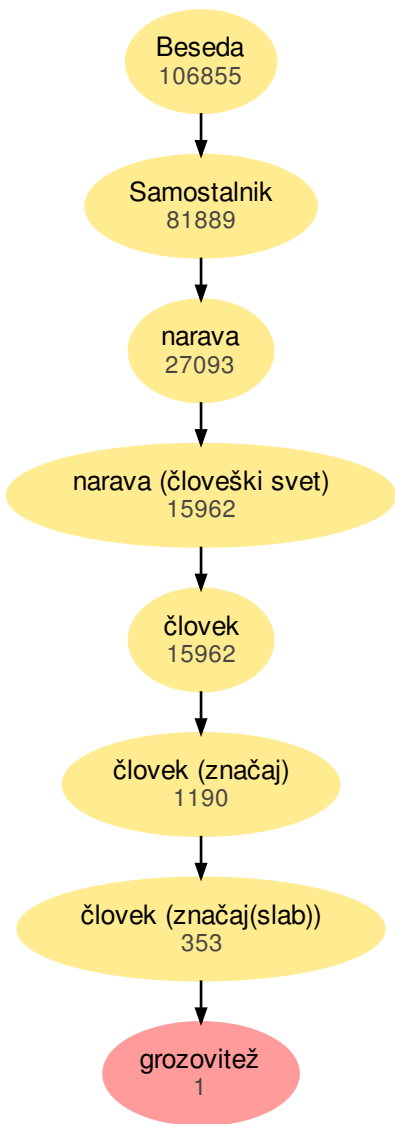 Beseda
106855
Samostalnik
81889
narava
27093
narava (človeški svet)
15962
človek
15962
človek (značaj)
1190
človek (značaj(slab))
353
grozovitež
1